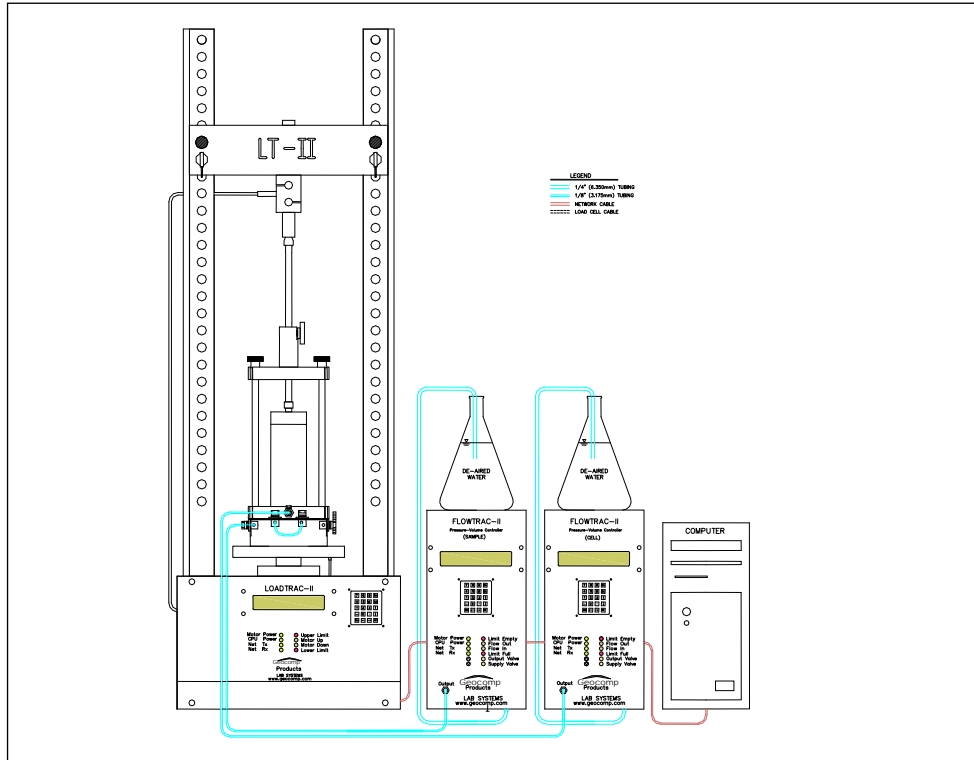 LT-II
LEGEND
1/4" (6.350mm) TUBING
1/8" (3.175mm) TUBING
NETWORK CABLE
LOAD CELL CABLE
DE-AIRED
WATER
DE-AIRED
WATER
FLOWTRAC-II
Pressure-Volume Controller
(SAMPLE)
FLOWTRAC-II
Pressure-Volume Controller
(CELL)
COMPUTER
LOADTRAC-II
Motor Power
CPU Power
Net Tx
Net Rx
Upper Limit
Motor Up
Motor Down
Lower Limit
Geocomp
Products
LAB SYSTEMS
www.geocomp.com
Motor Power
CPU Power
Net Tx
Net Rx
Limit Empty
Flow Out
Flow In
Limit Full
Output Valve
Supply Valve
Output
Geocomp
Products
LAB SYSTEMS
www.geocomp.com
Motor Power
CPU Power
Net Tx
Net Rx
Limit Empty
Flow Out
Flow In
Limit Full
Output Valve
Supply Valve
Output
Geocomp
Products
LAB SYSTEMS
www.geocomp.com